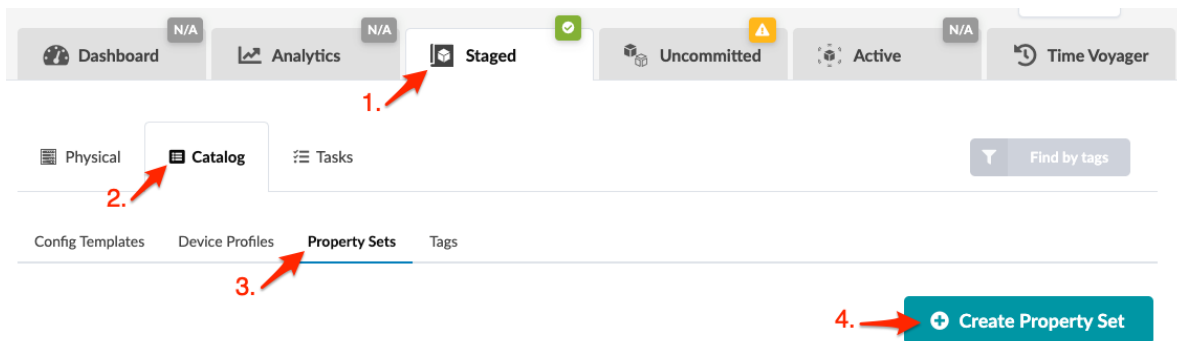 N/A N/A N/A
Dashboard Analytics Staged Uncommitted Active Time Voyager
1.
Physical Catalog Tasks Find by tags
2.
Config Templates Device Profiles Property Sets Tags
3.
4. Create Property Set